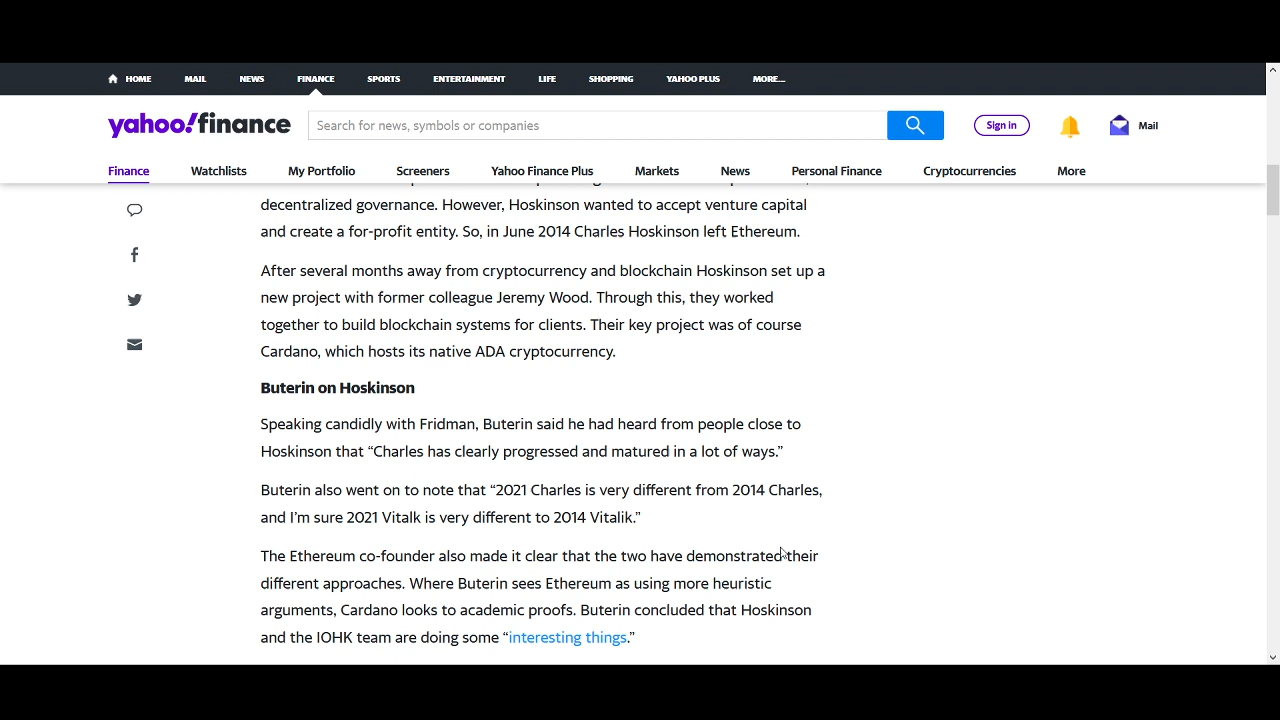 HOME MAIL NEWS FINANCE SPORTS ENTERTAINMENT LIFE SHOPPING YAHOO PLUS MORE...
yahoo!finance Search for news, symbols or companies Sign in Mail
Finance Watchlists My Portfolio Screeners Yahoo Finance Plus Markets News Personal Finance Cryptocurrencies More
decentralized governance. However, Hoskinson wanted to accept venture capital
and create a for-profit entity. So, in June 2014 Charles Hoskinson left Ethereum.
After several months away from cryptocurrency and blockchain Hoskinson set up a
new project with former colleague Jeremy Wood. Through this, they worked
together to build blockchain systems for clients. Their key project was of course
Cardano, which hosts its native ADA cryptocurrency.
Buterin on Hoskinson
Speaking candidly with Fridman, Buterin said he had heard from people close to
Hoskinson that “Charles has clearly progressed and matured in a lot of ways.”
Buterin also went on to note that “2021 Charles is very different from 2014 Charles,
and I’m sure 2021 Vitalk is very different to 2014 Vitalik.”
The Ethereum co-founder also made it clear that the two have demonstrated their
different approaches. Where Buterin sees Ethereum as using more heuristic
arguments, Cardano looks to academic proofs. Buterin concluded that Hoskinson
and the IOHK team are doing some “interesting things.”